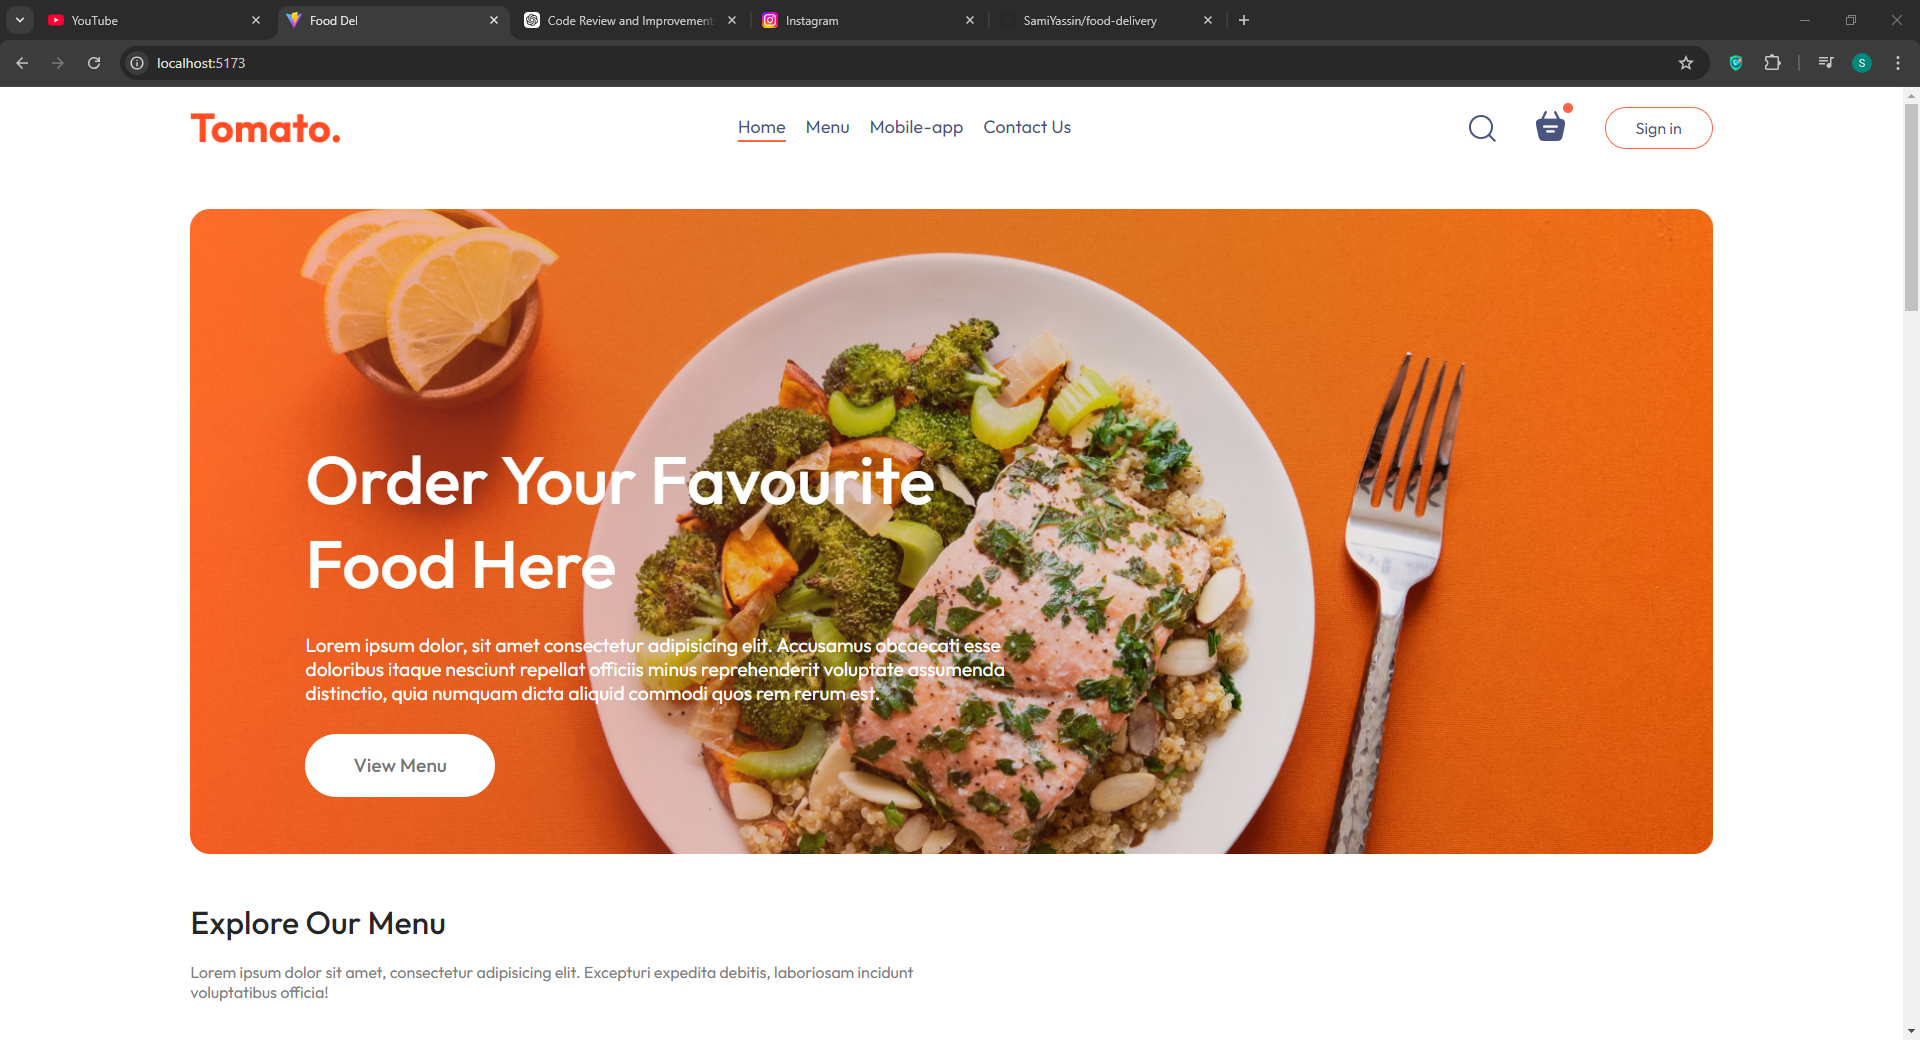 YouTube
Food Del
Code Review and Improvement
Instagram
SamiYassin/food-delivery
localhost:5173
S
Tomato.
Home
Menu
Mobile-app
Contact Us
Sign in
Order Your Favourite
Food Here
Lorem ipsum dolor, sit amet consectetur adipisicing elit. Accusamus obcaecati esse
doloribus itaque nesciunt repellat officiis minus reprehenderit voluptate assumenda
distinctio, quia numquam dicta aliquid commodi quos rem rerum est.
View Menu
Explore Our Menu
Lorem ipsum dolor sit amet, consectetur adipisicing elit. Excepturi expedita debitis, laboriosam incidunt
voluptatibus officia!